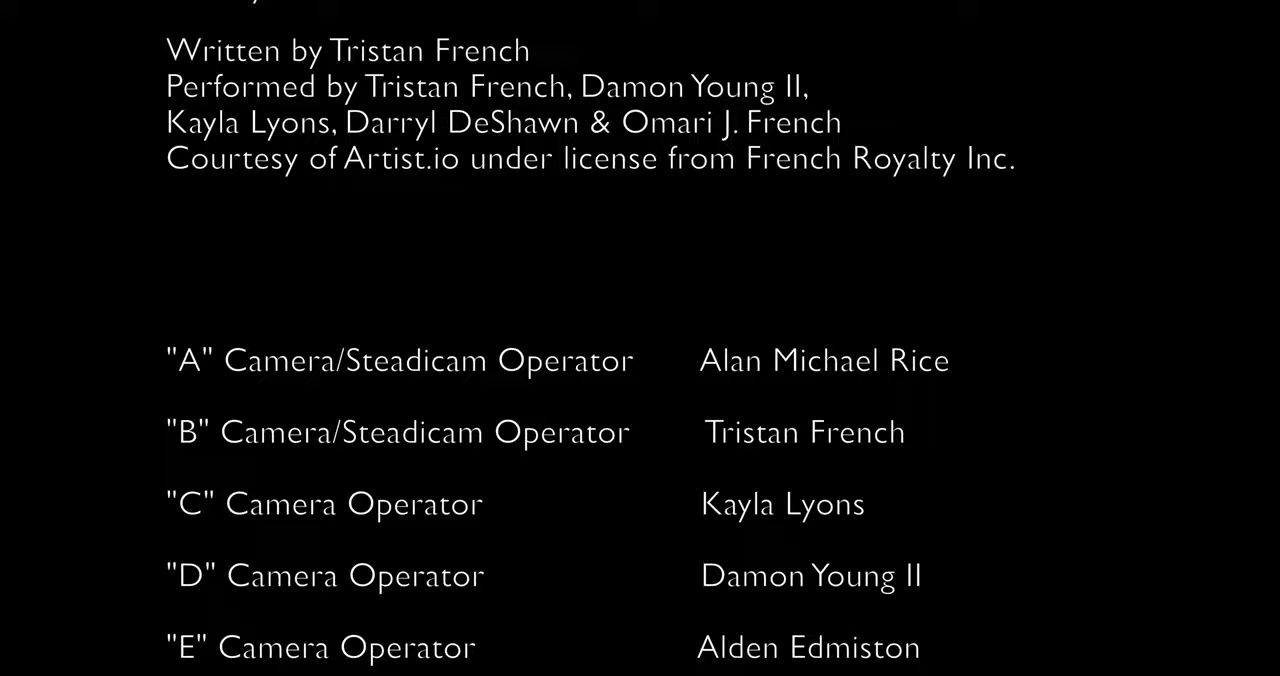 Written by Tristan French
Performed by Tristan French, Damon Young II,
Kayla Lyons, Darryl DeShawn & Omari J. French
Courtesy of Artist.io under license from French Royalty Inc.
"A" Camera/Steadicam Operator Alan Michael Rice
"B" Camera/Steadicam Operator Tristan French
"C" Camera Operator Kayla Lyons
"D" Camera Operator Damon Young II
"E" Camera Operator Alden Edmiston